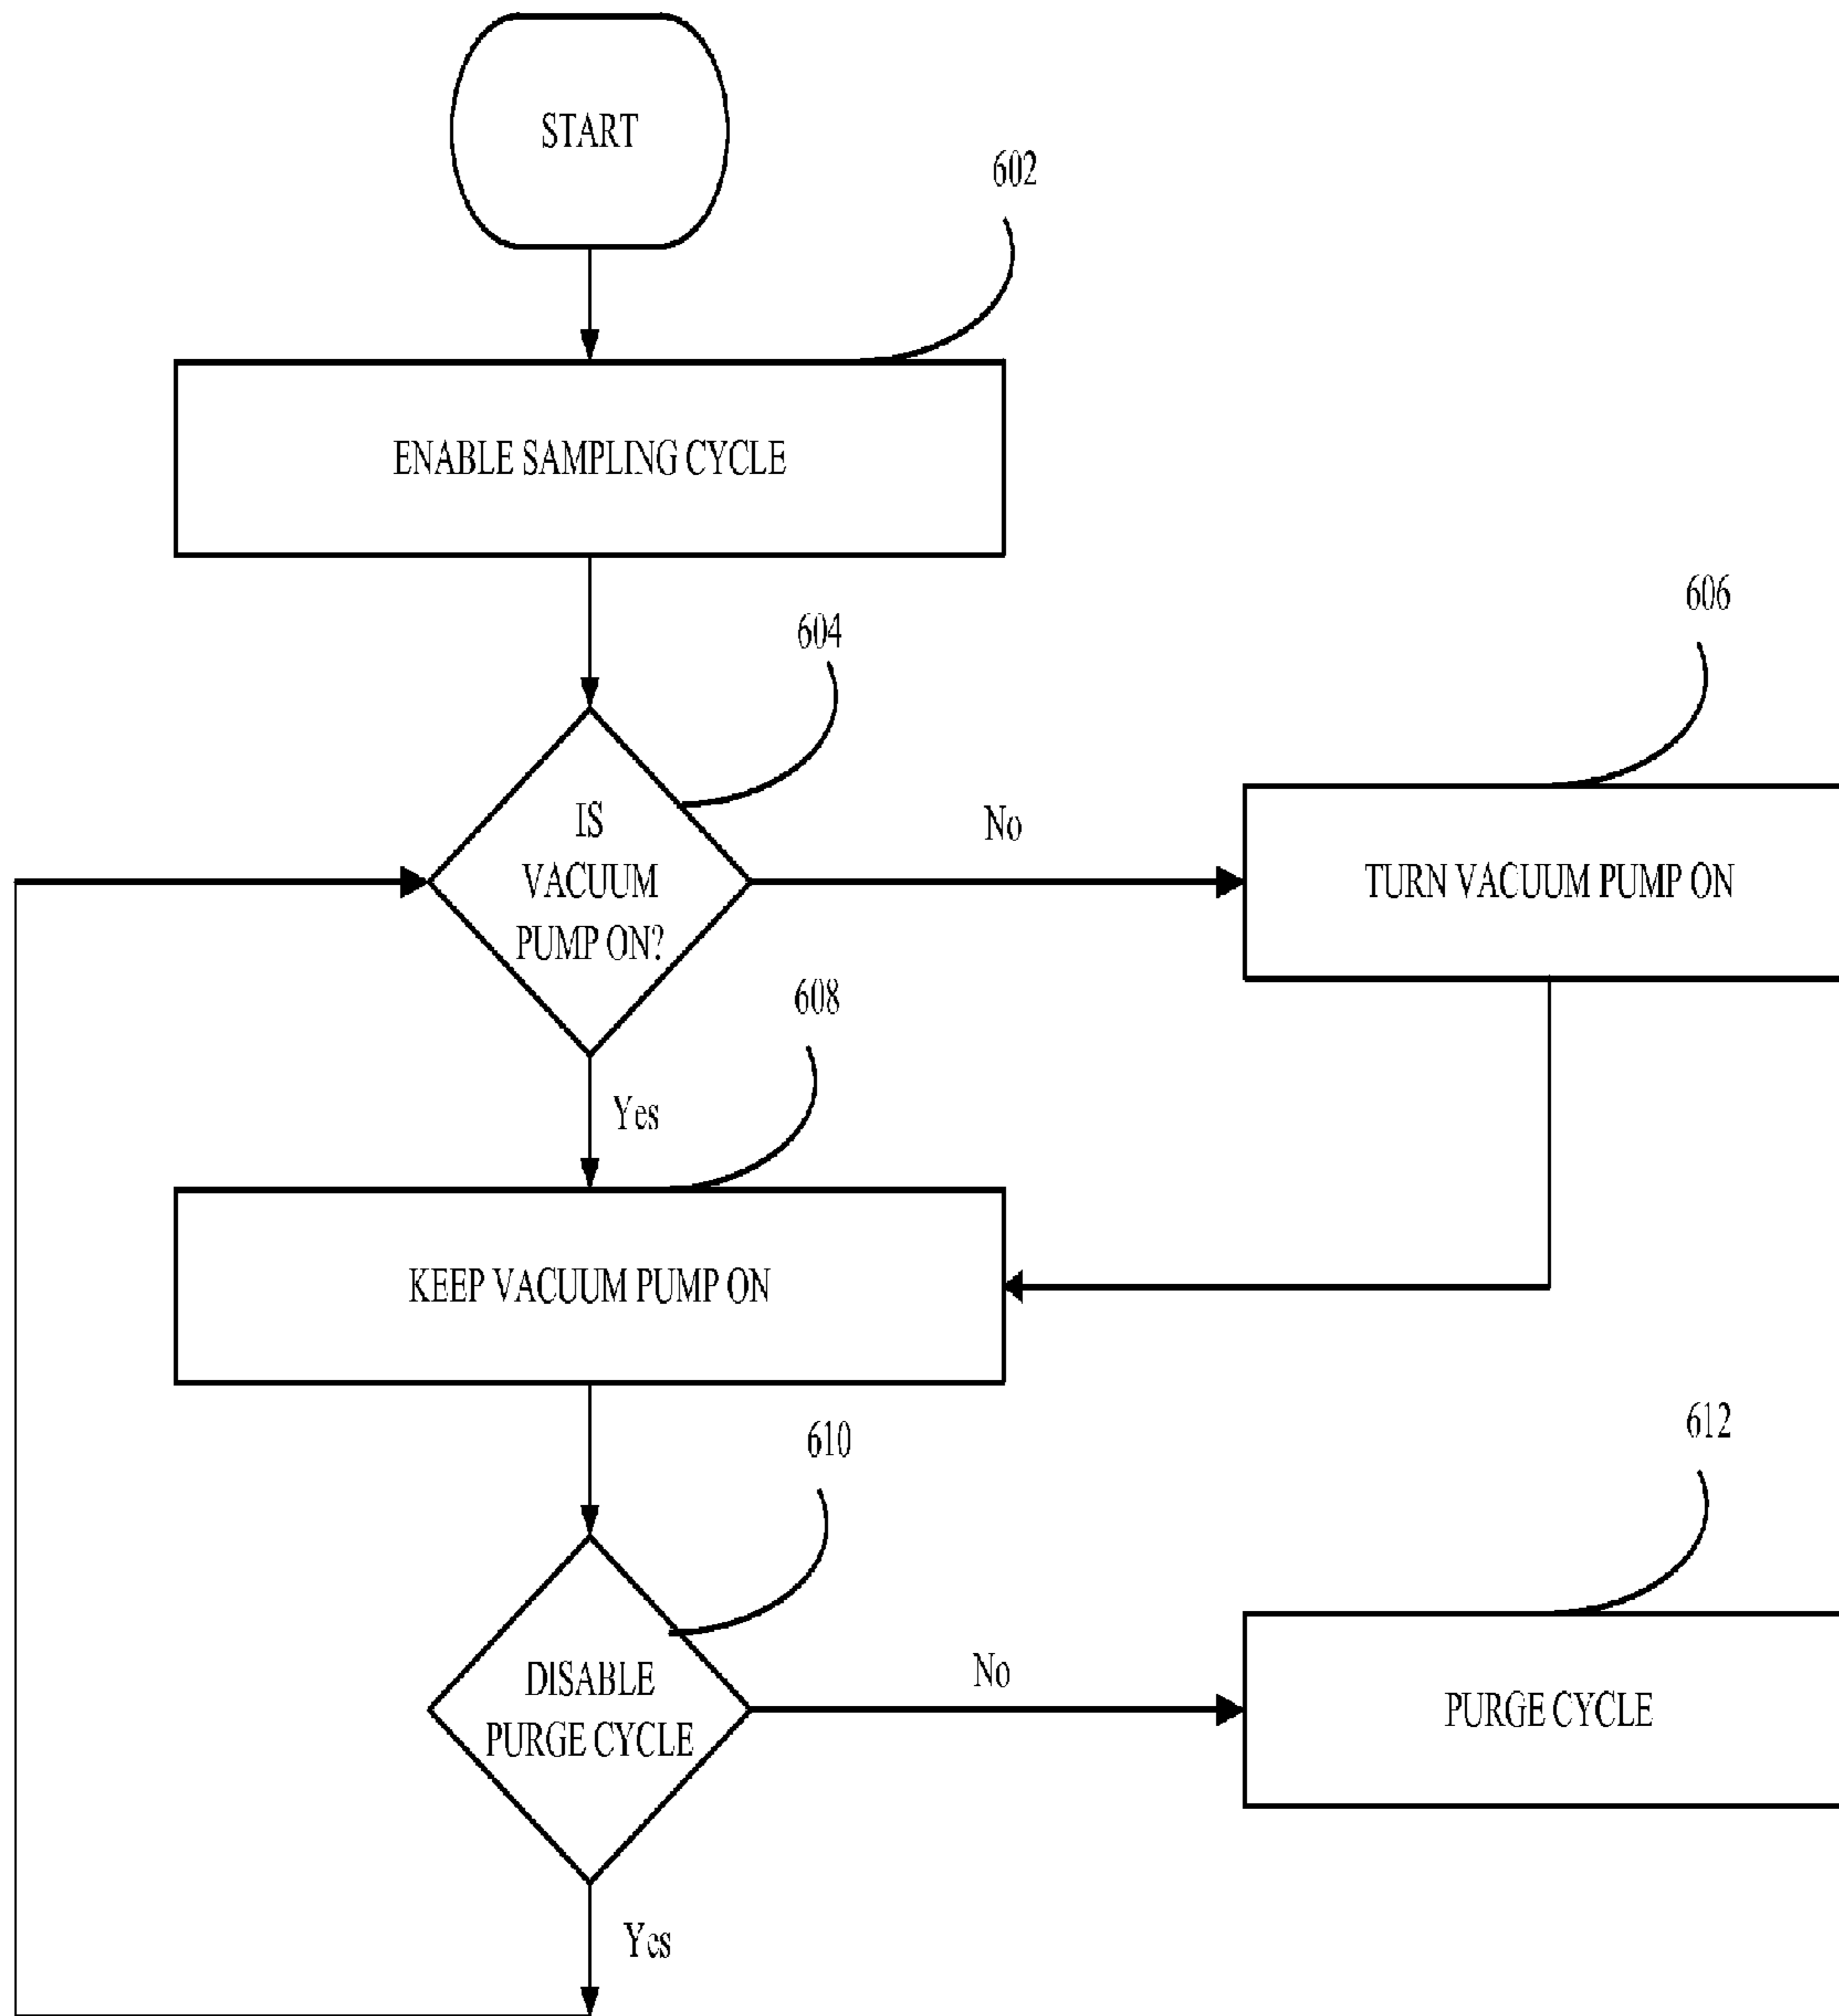 START
602
ENABLE SAMPLING CYCLE
604
606
IS
VACUUM
PUMP ON?
No
TURN VACUUM PUMP ON
608
Yes
KEEP VACUUM PUMP ON
610
612
DISABLE
PURGE CYCLE
No
PURGE CYCLE
Yes